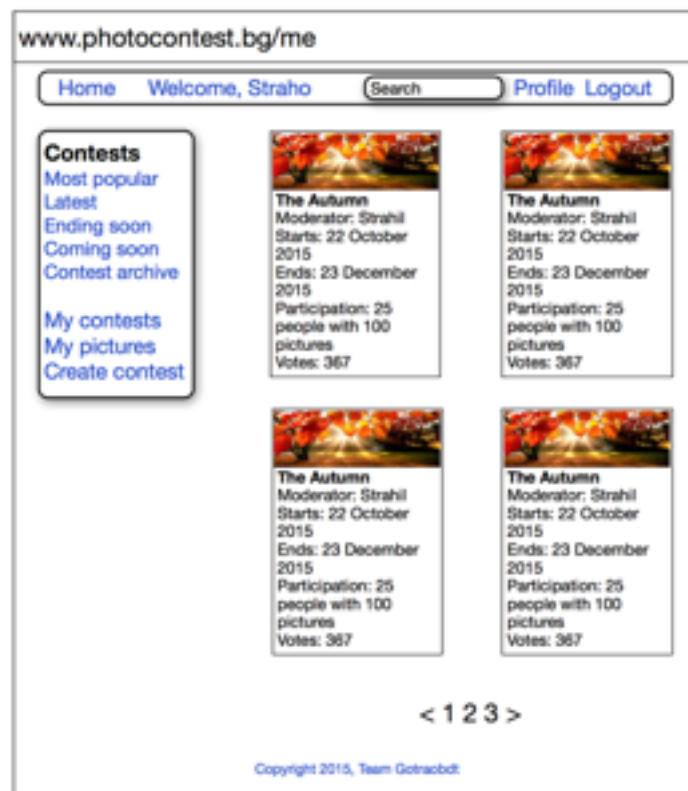 www.photocontest.bg/me
Home Welcome, Straho Search Profile Logout
Contests
Most popular
Latest
Ending soon
Coming soon
Contest archive
My contests
My pictures
Create contest
The Autumn
Moderator: Strahil
Starts: 22 October
2015
Ends: 23 December
2015
Participation: 25
people with 100
pictures
Votes: 367
The Autumn
Moderator: Strahil
Starts: 22 October
2015
Ends: 23 December
2015
Participation: 25
people with 100
pictures
Votes: 367
The Autumn
Moderator: Strahil
Starts: 22 October
2015
Ends: 23 December
2015
Participation: 25
people with 100
pictures
Votes: 367
The Autumn
Moderator: Strahil
Starts: 22 October
2015
Ends: 23 December
2015
Participation: 25
people with 100
pictures
Votes: 367
< 1 2 3 >
Copyright 2015, Team